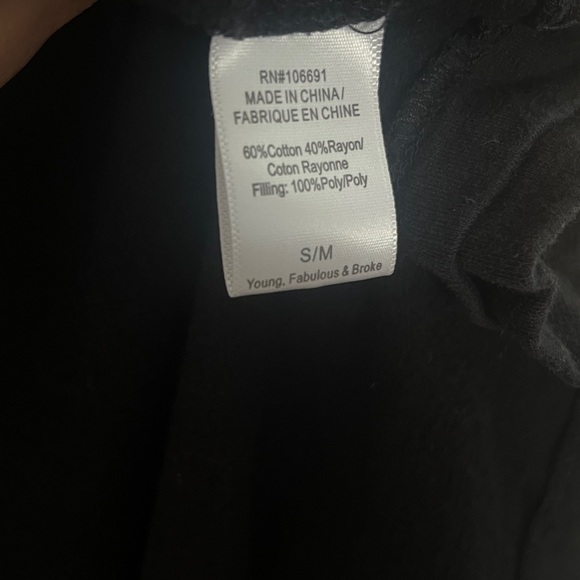 RN#106691
MADE IN CHINA/
FABRIQUE EN CHINE
60%Cotton 40%Rayon/
Coton Rayonne
Filling: 100%Poly/Poly
S/M
Young, Fabulous & Broke